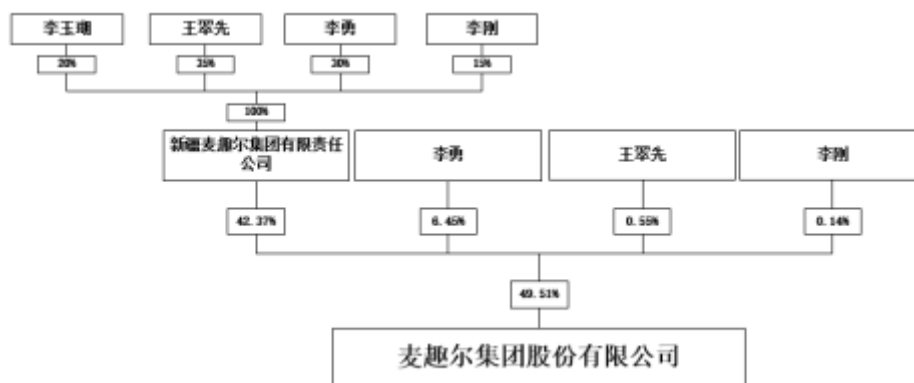 李玉瑚
王翠先
李勇
李刚
20%
35%
30%
15%
100%
新疆麦趣尔集团有限责任
公司
李勇
王翠先
李刚
42.37%
6.45%
0.55%
0.14%
49.51%
麦趣尔集团股份有限公司